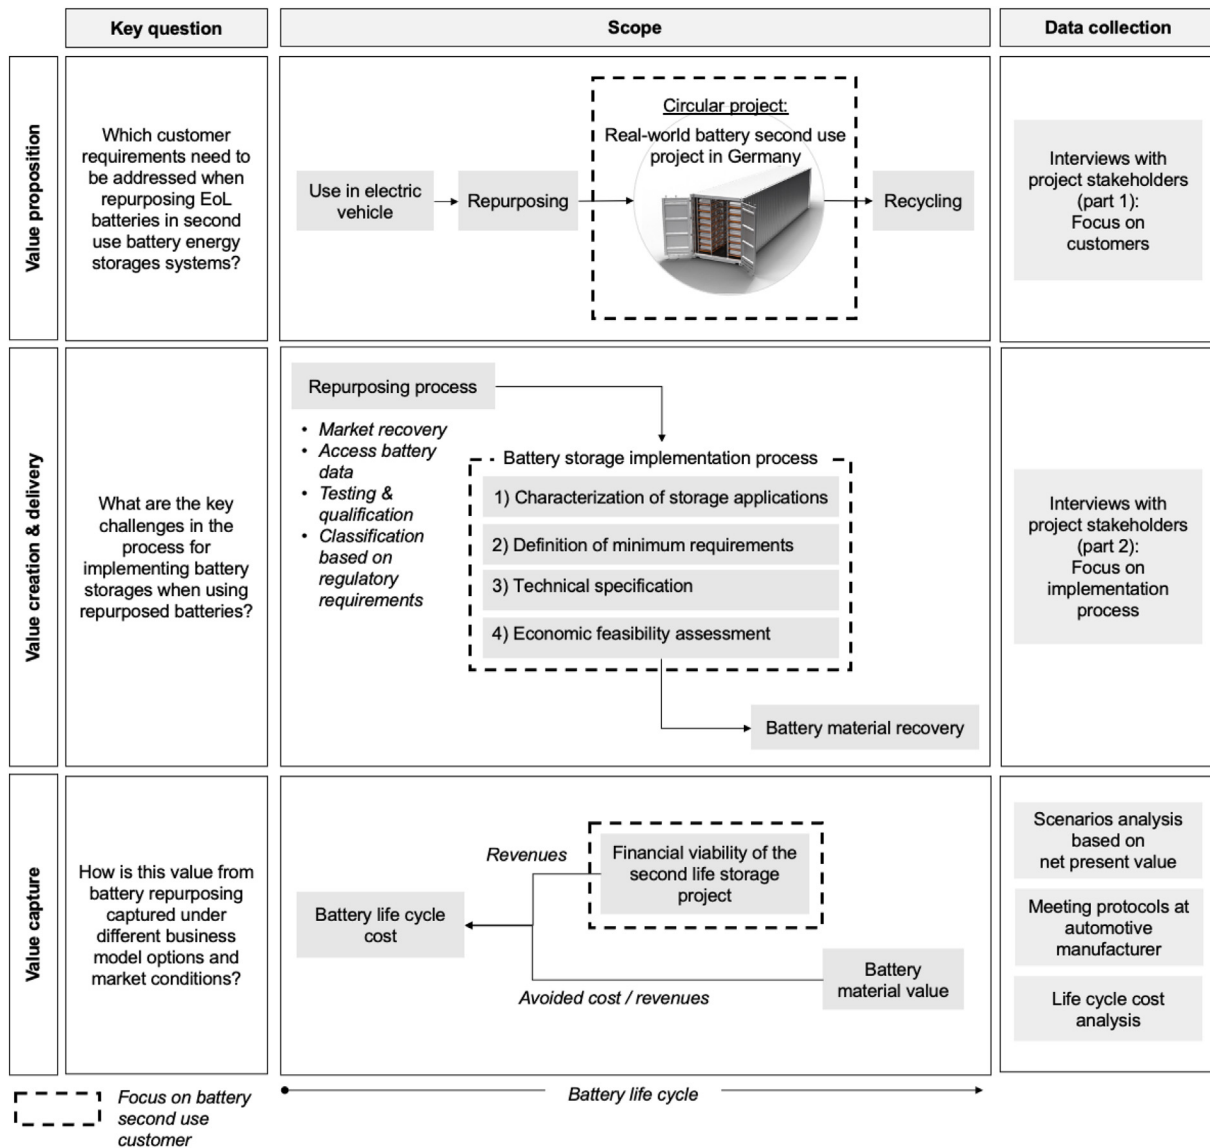 Key question
Scope
Data collection
Value proposition
Which customer
requirements need to
be addressed when
repurposing EoL
batteries in second
use battery energy
storages systems?
Use in electric
vehicle
Repurposing
Circular project:
Real-world battery second use
project in Germany
Recycling
Interviews with
project stakeholders
(part 1):
Focus on
customers
Value creation & delivery
What are the key
challenges in the
process for
implementing battery
storages when using
repurposed batteries?
Repurposing process
• Market recovery
• Access battery
data
• Testing &
qualification
• Classification
based on
regulatory
requirements
Battery storage implementation process
1) Characterization of storage applications
2) Definition of minimum requirements
3) Technical specification
4) Economic feasibility assessment
Battery material recovery
Interviews with
project stakeholders
(part 2):
Focus on
implementation
process
Value capture
How is this value from
battery repurposing
captured under
different business
model options and
market conditions?
Battery life cycle
cost
Revenues
Financial viability of the
second life storage
project
Avoided cost / revenues
Battery
material value
Scenarios analysis
based on
net present value
Meeting protocols at
automotive
manufacturer
Life cycle cost
analysis
Focus on battery
second use
customer
Battery life cycle